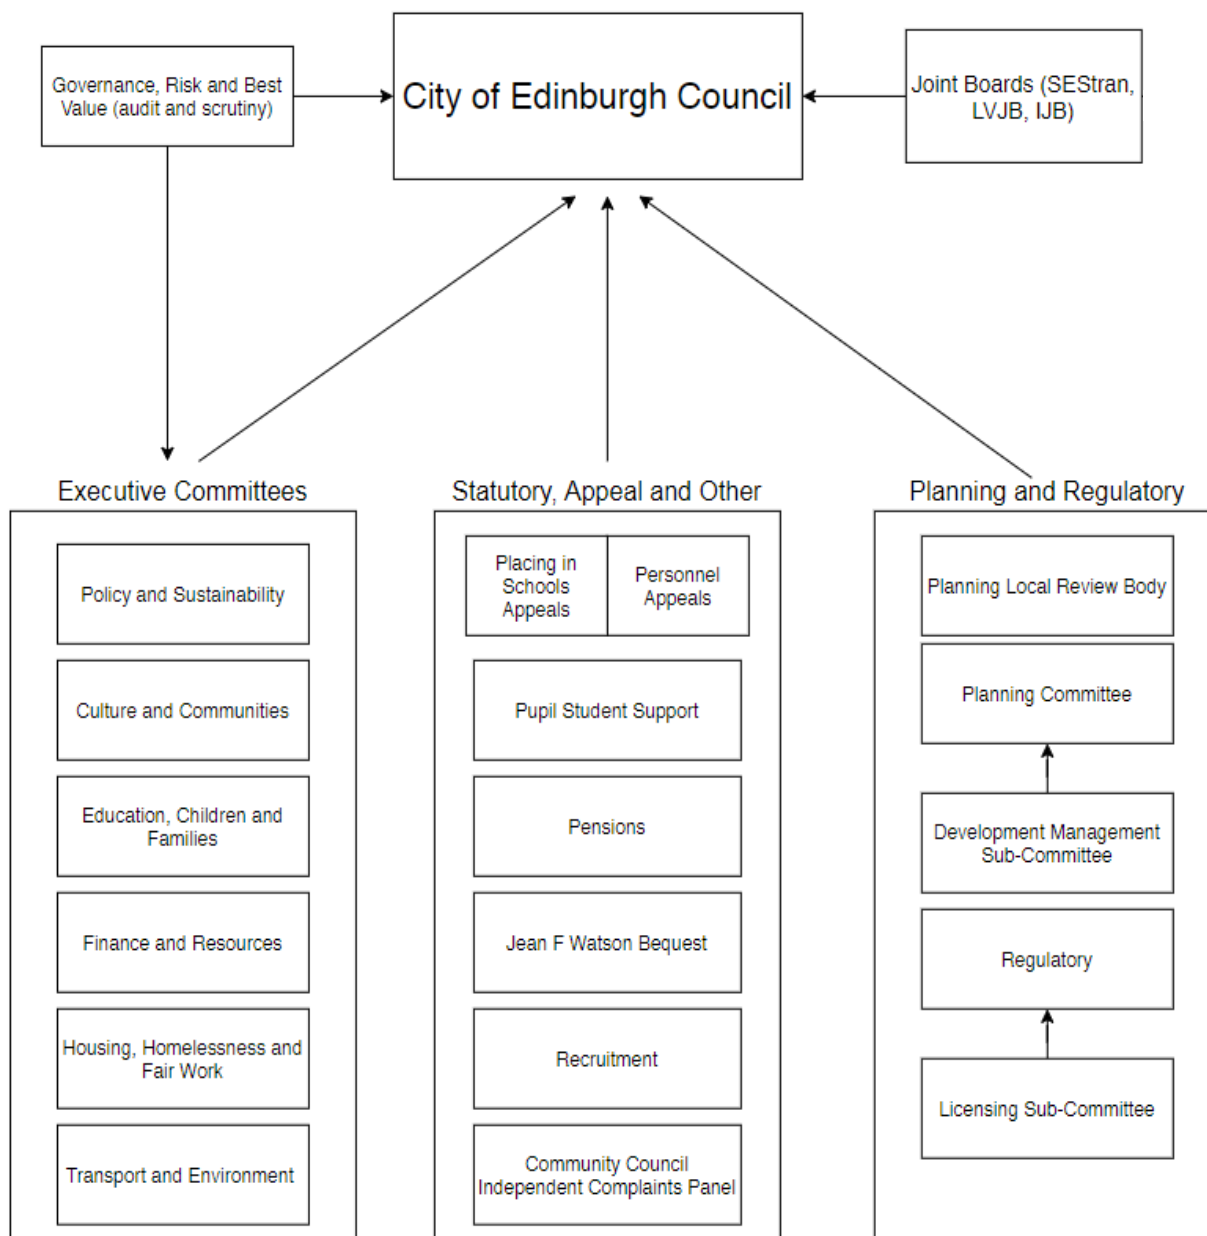 Governance, Risk and Best
Value (audit and scrutiny)
City of Edinburgh Council
Joint Boards (SEStran,
LVJB, IJB)
Executive Committees
Policy and Sustainability
Culture and Communities
Education, Children and
Families
Finance and Resources
Housing, Homelessness and
Fair Work
Transport and Environment
Statutory, Appeal and Other
Placing in
Schools
Appeals
Personnel
Appeals
Pupil Student Support
Pensions
Jean F Watson Bequest
Recruitment
Community Council
Independent Complaints Panel
Planning and Regulatory
Planning Local Review Body
Planning Committee
Development Management
Sub-Committee
Regulatory
Licensing Sub-Committee